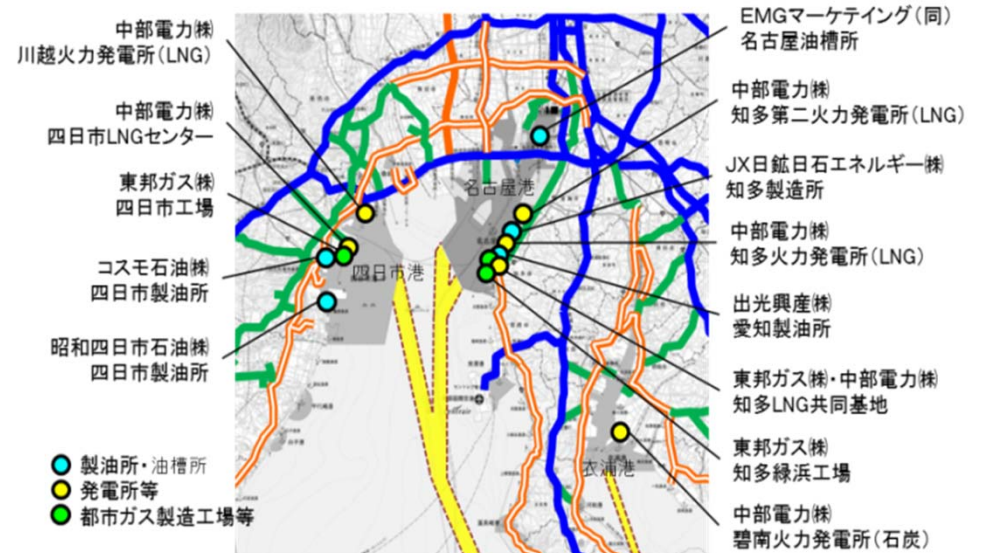 中部電力㈱
川越火力発電所(LNG)
中部電力㈱
四日市LNGセンター
東邦ガス㈱
四日市工場
コスモ石油㈱
四日市製油所
昭和四日市石油㈱
四日市製油所
製油所・油槽所
発電所等
都市ガス製造工場等
名古屋港
四日市港
衣浦港
EMGマーケテイング(同)
名古屋油槽所
中部電力㈱
知多第二火力発電所(LNG)
JX日鉱日石エネルギー㈱
知多製造所
中部電力㈱
知多火力発電所(LNG)
出光興産㈱
愛知製油所
東邦ガス㈱・中部電力㈱
知多LNG共同基地
東邦ガス㈱
知多緑浜工場
中部電力㈱
碧南火力発電所(石炭)